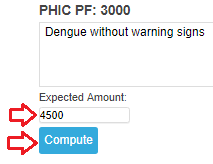 PHIC PF: 3000
Dengue without warning signs
Expected Amount:
4500
Compute